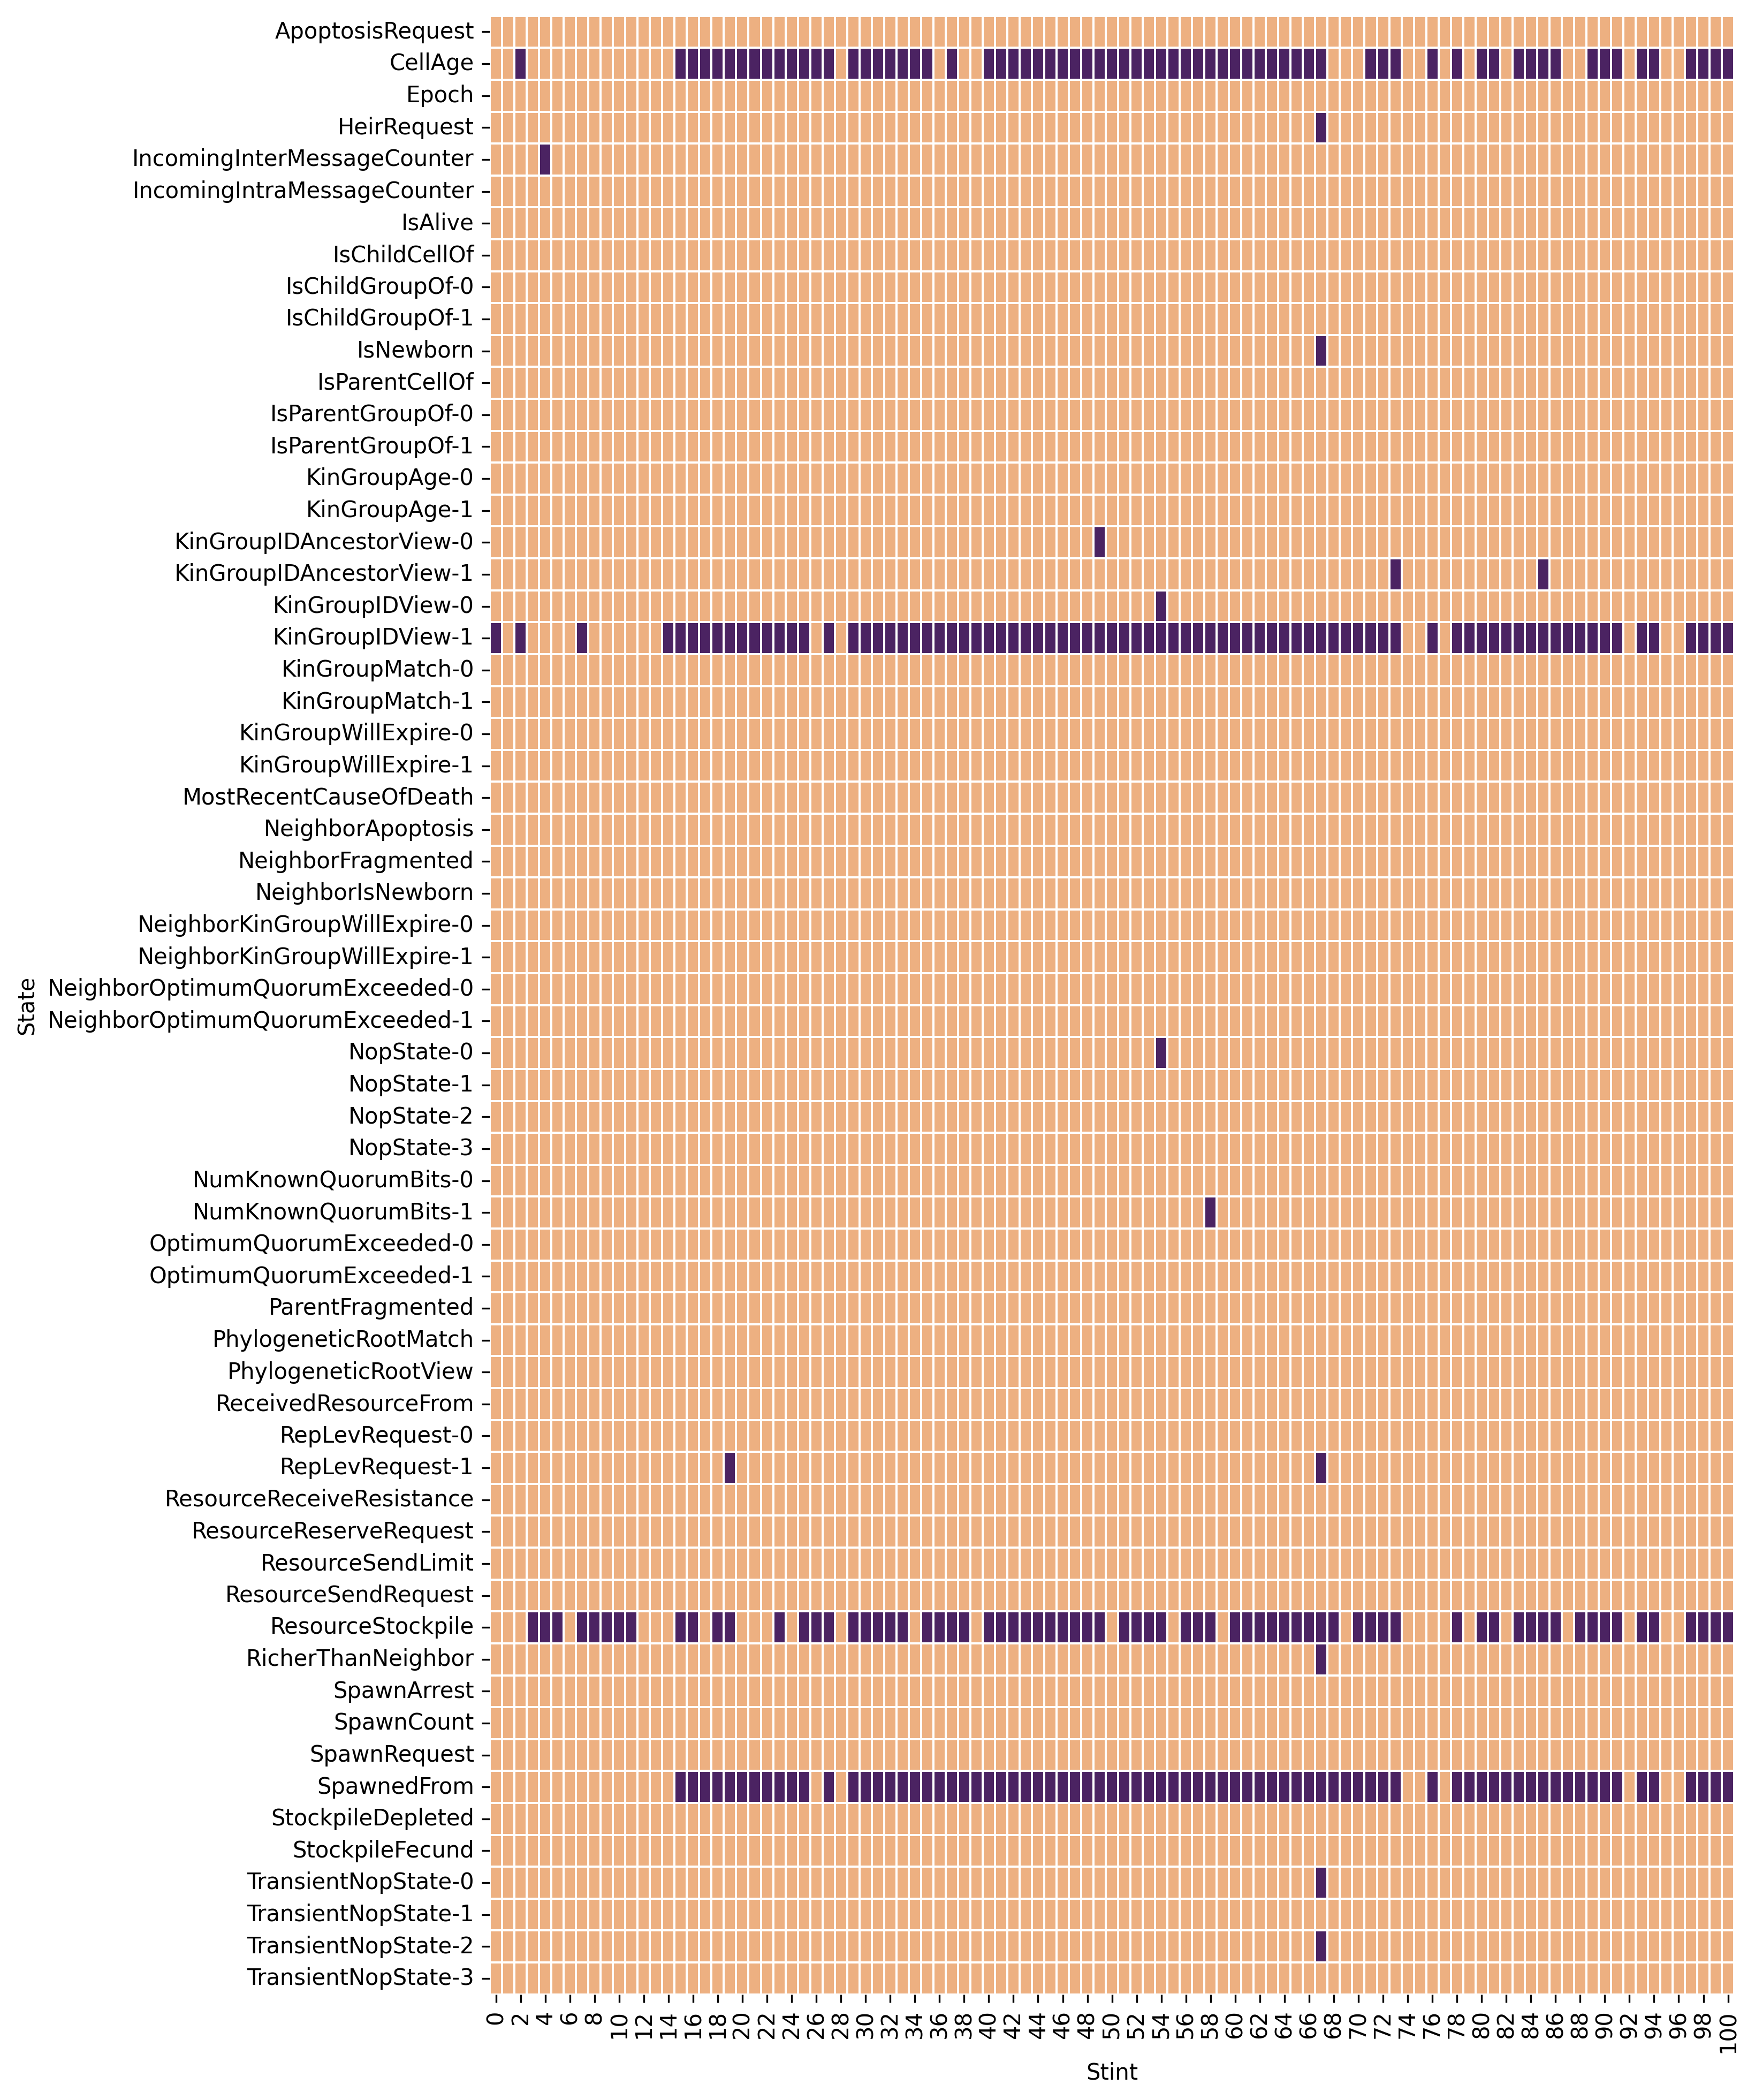 ApoptosisRequest
CellAge
Epoch
HeirRequest
IncomingInterMessageCounter
IncomingIntraMessageCounter
IsAlive
IsChildCellOf
IsChildGroupOf-0
IsChildGroupOf-1
IsNewborn
IsParentCellOf
IsParentGroupOf-0
IsParentGroupOf-1
KinGroupAge-0
KinGroupAge-1
KinGroupIDAncestorView-0
KinGroupIDAncestorView-1
KinGroupIDView-0
KinGroupIDView-1
KinGroupMatch-0
KinGroupMatch-1
KinGroupWillExpire-0
KinGroupWillExpire-1
MostRecentCauseOfDeath
NeighborApoptosis
NeighborFragmented
NeighborIsNewborn
NeighborKinGroupWillExpire-0
NeighborKinGroupWillExpire-1
NeighborOptimumQuorumExceeded-0
NeighborOptimumQuorumExceeded-1
NopState-0
NopState-1
NopState-2
NopState-3
NumKnownQuorumBits-0
NumKnownQuorumBits-1
OptimumQuorumExceeded-0
OptimumQuorumExceeded-1
ParentFragmented
PhylogeneticRootMatch
PhylogeneticRootView
ReceivedResourceFrom
RepLevRequest-0
RepLevRequest-1
ResourceReceiveResistance
ResourceReserveRequest
ResourceSendLimit
ResourceSendRequest
ResourceStockpile
RicherThanNeighbor
SpawnArrest
SpawnCount
SpawnRequest
SpawnedFrom
StockpileDepleted
StockpileFecund
TransientNopState-0
TransientNopState-1
TransientNopState-2
TransientNopState-3
State
0 2 4 6 8 10 12 14 16 18 20 22 24 26 28 30 32 34 36 38 40 42 44 46 48 50 52 54 56 58 60 62 64 66 68 70 72 74 76 78 80 82 84 86 88 90 92 94 96 98 100
Stint